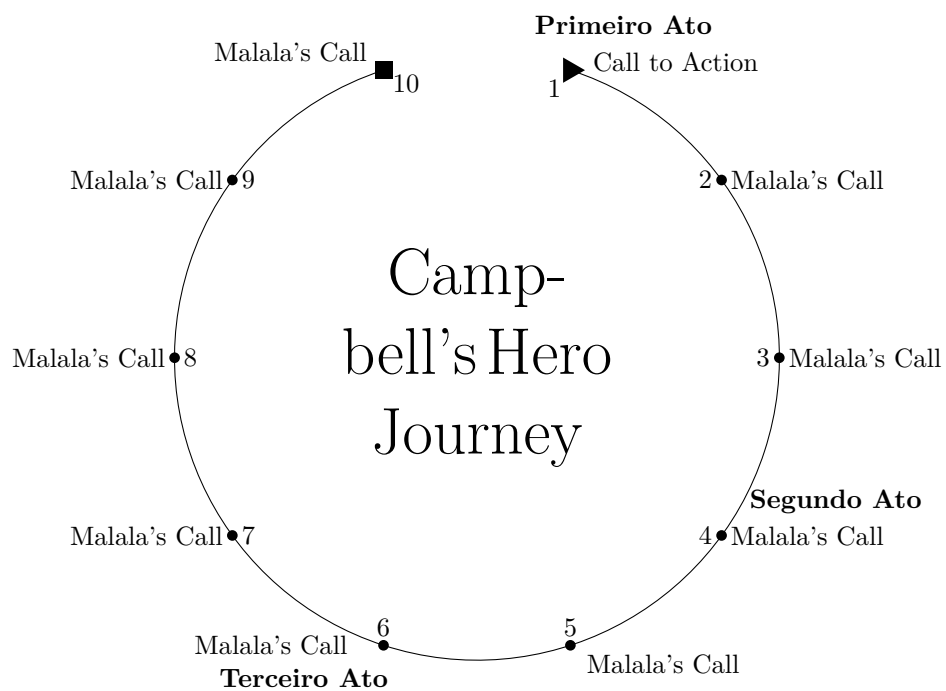 Primeiro Ato
Malala's Call
Call to Action
10
1
Malala's Call
9
2
Malala's Call
Camp-
bell's Hero
Journey
Malala's Call
8
3
Malala's Call
Segundo Ato
Malala's Call
7
4
Malala's Call
6
5
Malala's Call
Malala's Call
Terceiro Ato